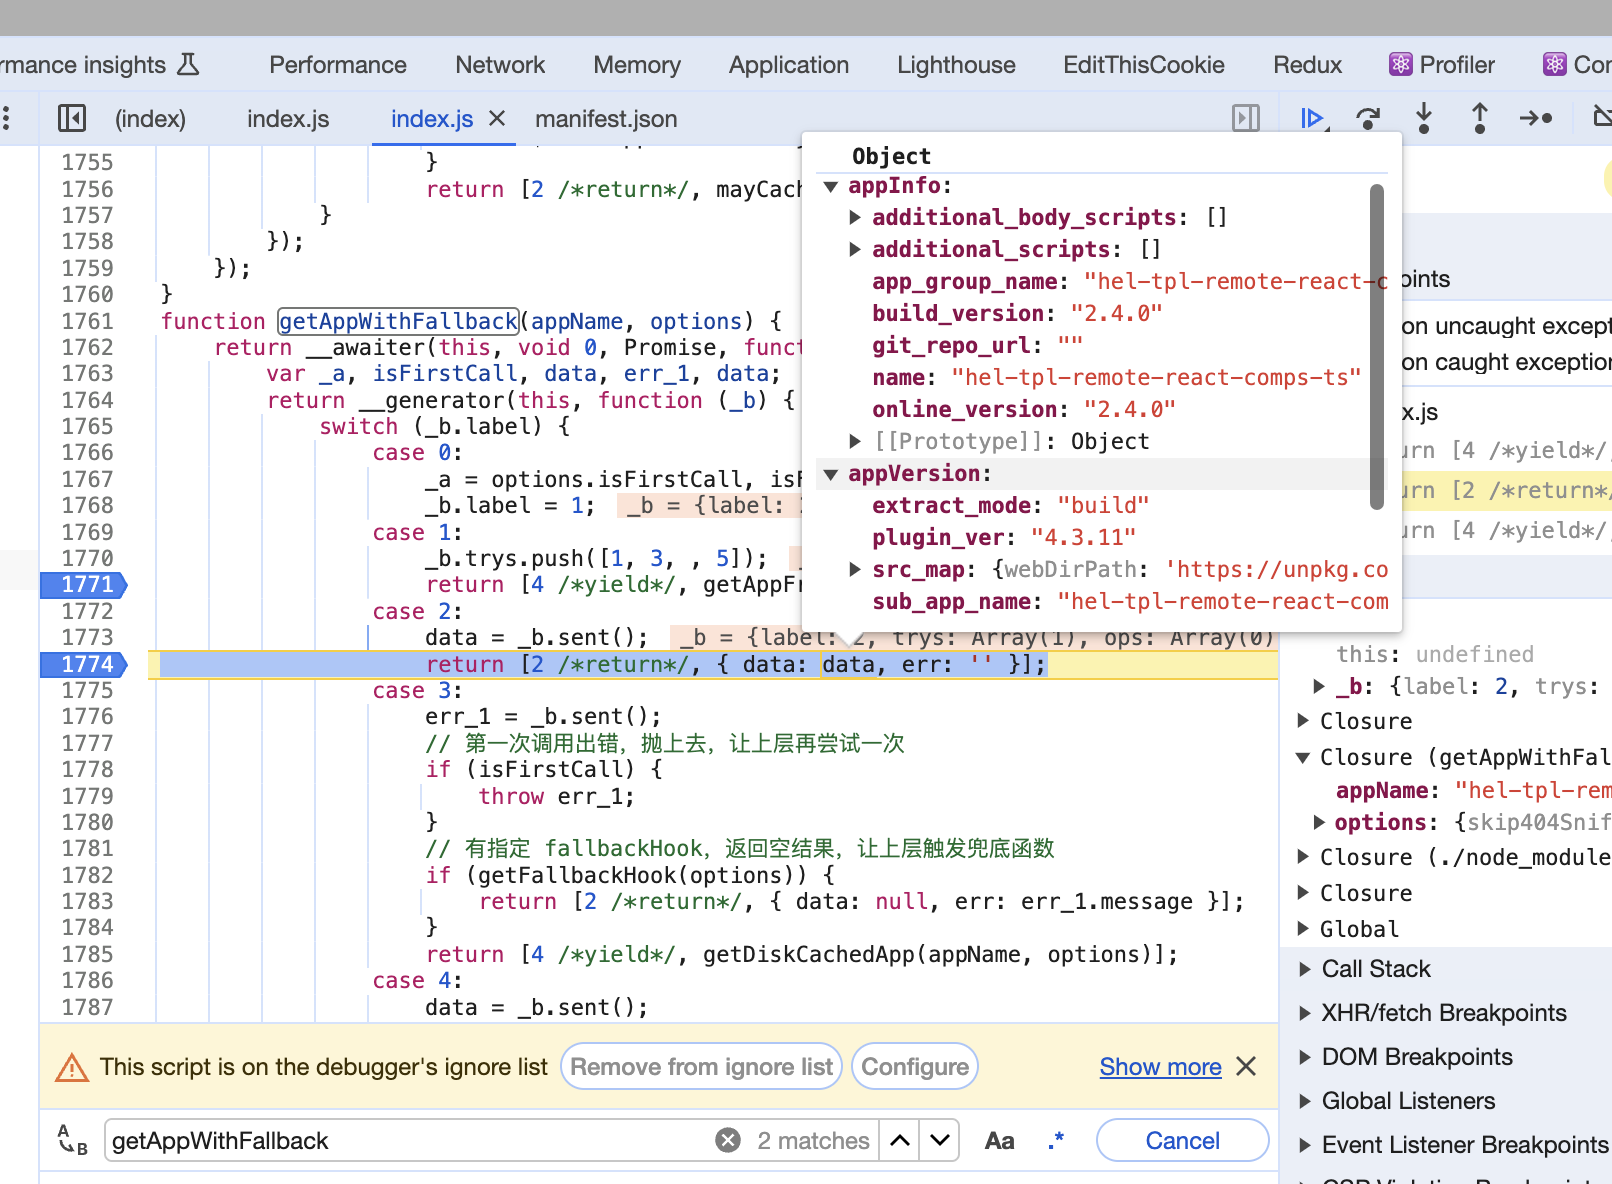 rmance insights Performance Network Memory Application Lighthouse EditThisCookie Redux Profiler
(index) index.js index.js manifest.json
1755 }
1756 return [2 /*return*/, mayCach
1757 }
1758 });
1759 });
1760 }
1761 function getAppWithFallback(appName, options) {
1762 return __awaiter(this, void 0, Promise, funct
1763 var _a, isFirstCall, data, err_1, data;
1764 return __generator(this, function (_b) {
1765 switch (_b.label) {
1766 case 0:
1767 _a = options.isFirstCall, isF
1768 _b.label = 1; _b = {label: 2
1769 case 1:
1770 _b.trys.push([1, 3, , 5]);
1771 return [4 /*yield*/, getAppFr
1772 case 2:
1773 data = _b.sent(); _b = {label: 2, trys: Array(1), ops: Array(0)
1774 return [2 /*return*/, { data: data, err: '' }];
1775 case 3:
1776 err_1 = _b.sent();
1777 // 第一次调用出错，抛上去，让上层再尝试一次
1778 if (isFirstCall) {
1779 throw err_1;
1780 }
1781 // 有指定 fallbackHook，返回空结果，让上层触发兜底函数
1782 if (getFallbackHook(options)) {
1783 return [2 /*return*/, { data: null, err: err_1.message }];
1784 }
1785 return [4 /*yield*/, getDiskCachedApp(appName, options)];
1786 case 4:
1787 data = _b.sent();
Object
appInfo:
additional_body_scripts: []
additional_scripts: []
app_group_name: "hel-tpl-remote-react-c
build_version: "2.4.0"
git_repo_url: ""
name: "hel-tpl-remote-react-comps-ts"
online_version: "2.4.0"
[[Prototype]]: Object
appVersion:
extract_mode: "build"
plugin_ver: "4.3.11"
src_map: {webDirPath: 'https://unpkg.co
sub_app_name: "hel-tpl-remote-react-com
oints
on uncaught except
on caught exception
x.js
urn [4 /*yield*/,
urn [2 /*return*/
urn [4 /*yield*/,
this: undefined
_b: {label: 2, trys:
Closure
Closure (getAppWithFal
appName: "hel-tpl-rem
options: {skip404Snif
Closure (./node_module
Closure
Global
Call Stack
XHR/fetch Breakpoints
DOM Breakpoints
Global Listeners
Event Listener Breakpoints
This script is on the debugger's ignore list Remove from ignore list Configure Show more
getAppWithFallback 2 matches Aa .* Cancel